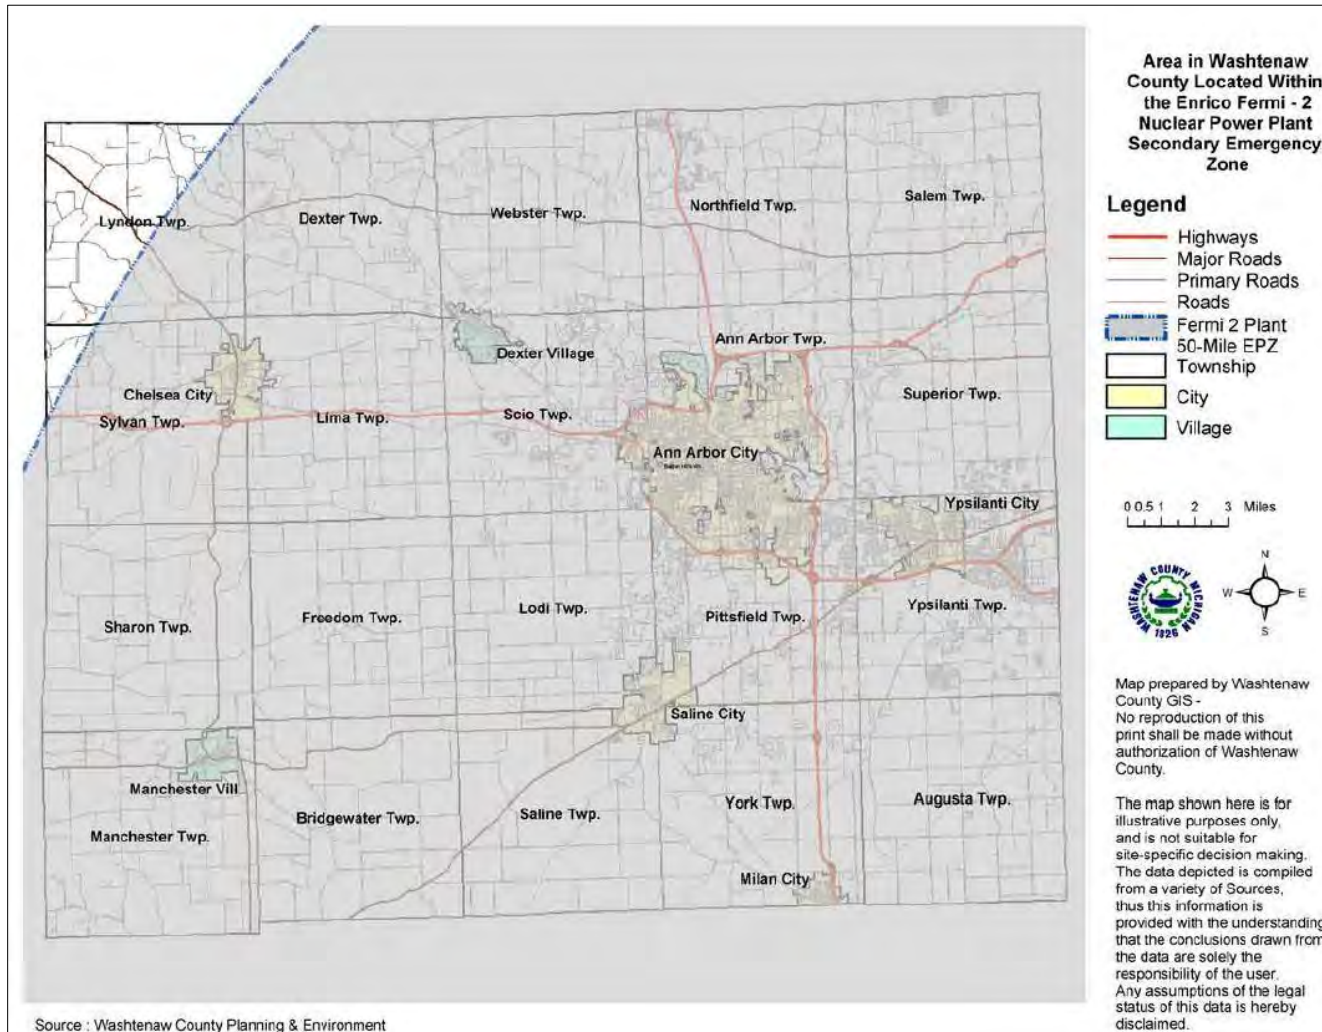 Area in Washtenaw
County Located Within
the Enrico Fermi - 2
Nuclear Power Plant
Secondary Emergency
Zone
Legend
Highways
Major Roads
Primary Roads
Roads
Fermi 2 Plant
50-Mile EPZ
Township
City
Village
0 0.5 1 2 3 Miles
N
W E
S
WASHTENAW COUNTY MICHIGAN
1826
Map prepared by Washtenaw
County GIS -
No reproduction of this
print shall be made without
authorization of Washtenaw
County.
The map shown here is for
illustrative purposes only,
and is not suitable for
site-specific decision making.
The data depicted is compiled
from a variety of Sources,
thus this information is
provided with the understanding
that the conclusions drawn from
the data are solely the
responsibility of the user.
Any assumptions of the legal
status of this data is hereby
disclaimed.
Lyndon Twp.
Dexter Twp.
Webster Twp.
Northfield Twp.
Salem Twp.
Dexter Village
Ann Arbor Twp.
Chelsea City
Sylvan Twp.
Lima Twp.
Scio Twp.
Superior Twp.
Ann Arbor City
Ypsilanti City
Sharon Twp.
Freedom Twp.
Lodi Twp.
Pittsfield Twp.
Ypsilanti Twp.
Saline City
Manchester Vill
Manchester Twp.
Bridgewater Twp.
Saline Twp.
York Twp.
Augusta Twp.
Milan City
Source : Washtenaw County Planning & Environment